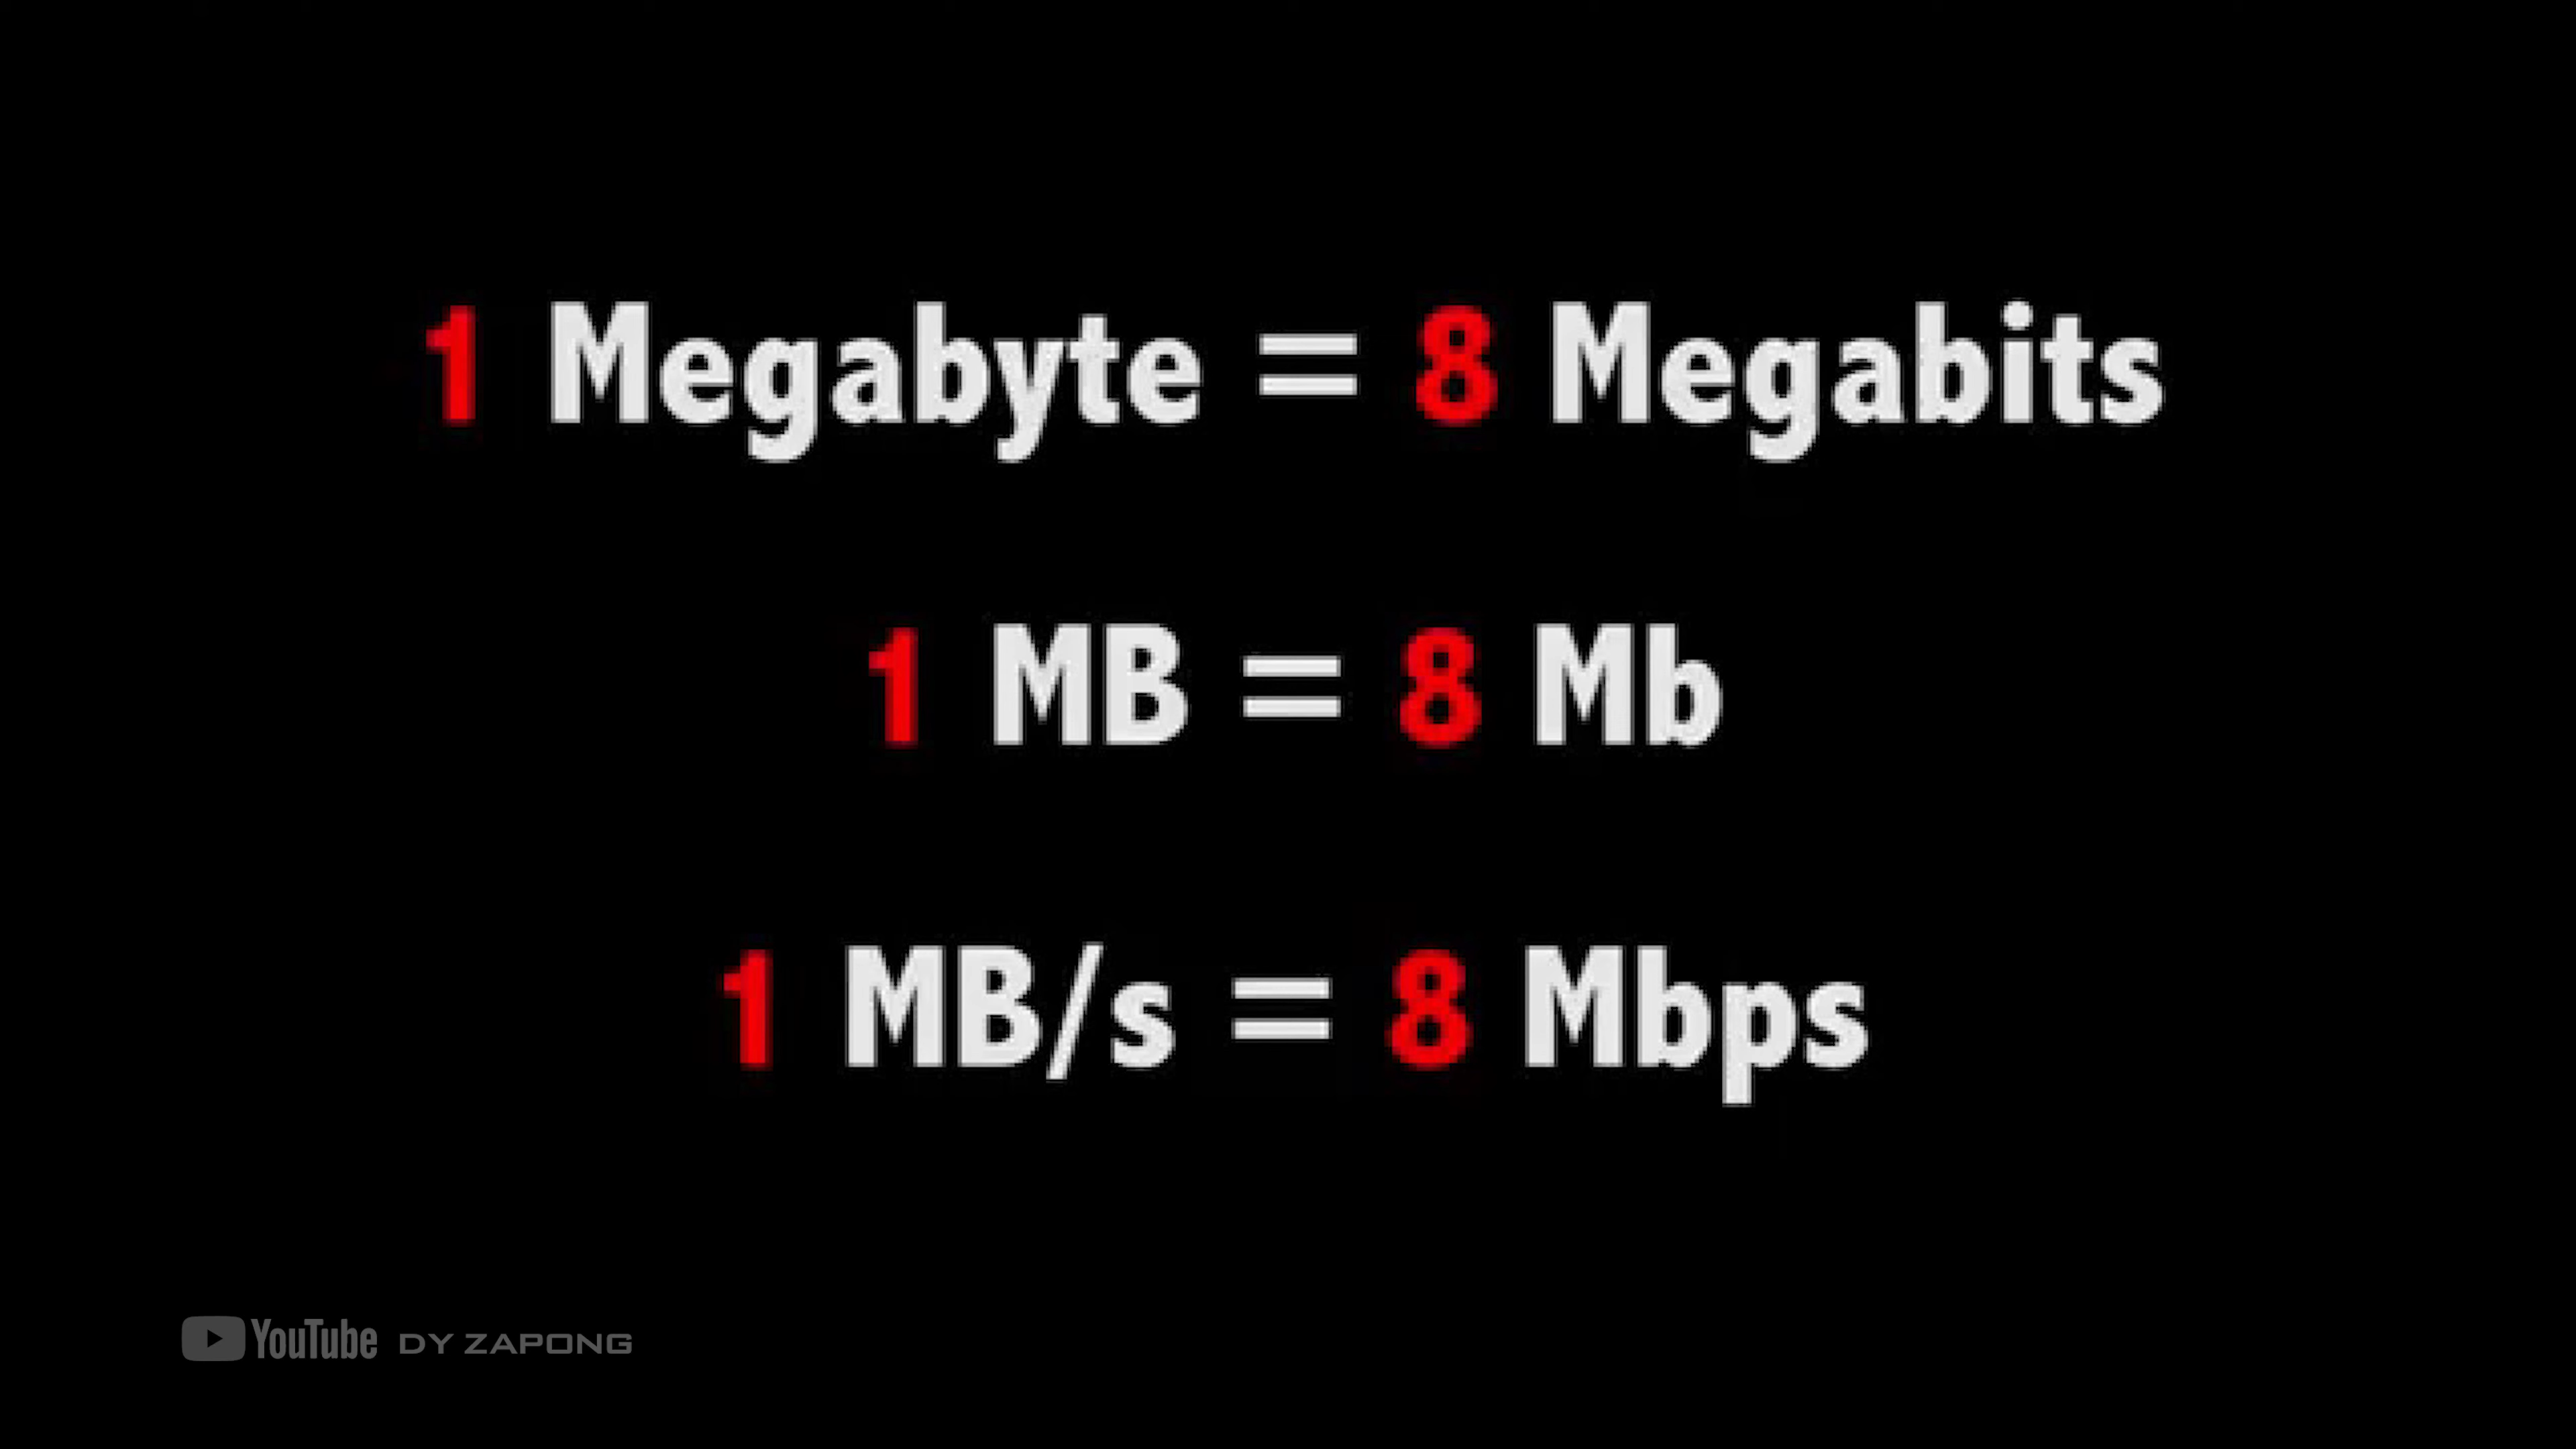 1 Megabyte = 8 Megabits
1 MB = 8 Mb
1 MB/s = 8 Mbps
YouTube DY ZAPONG